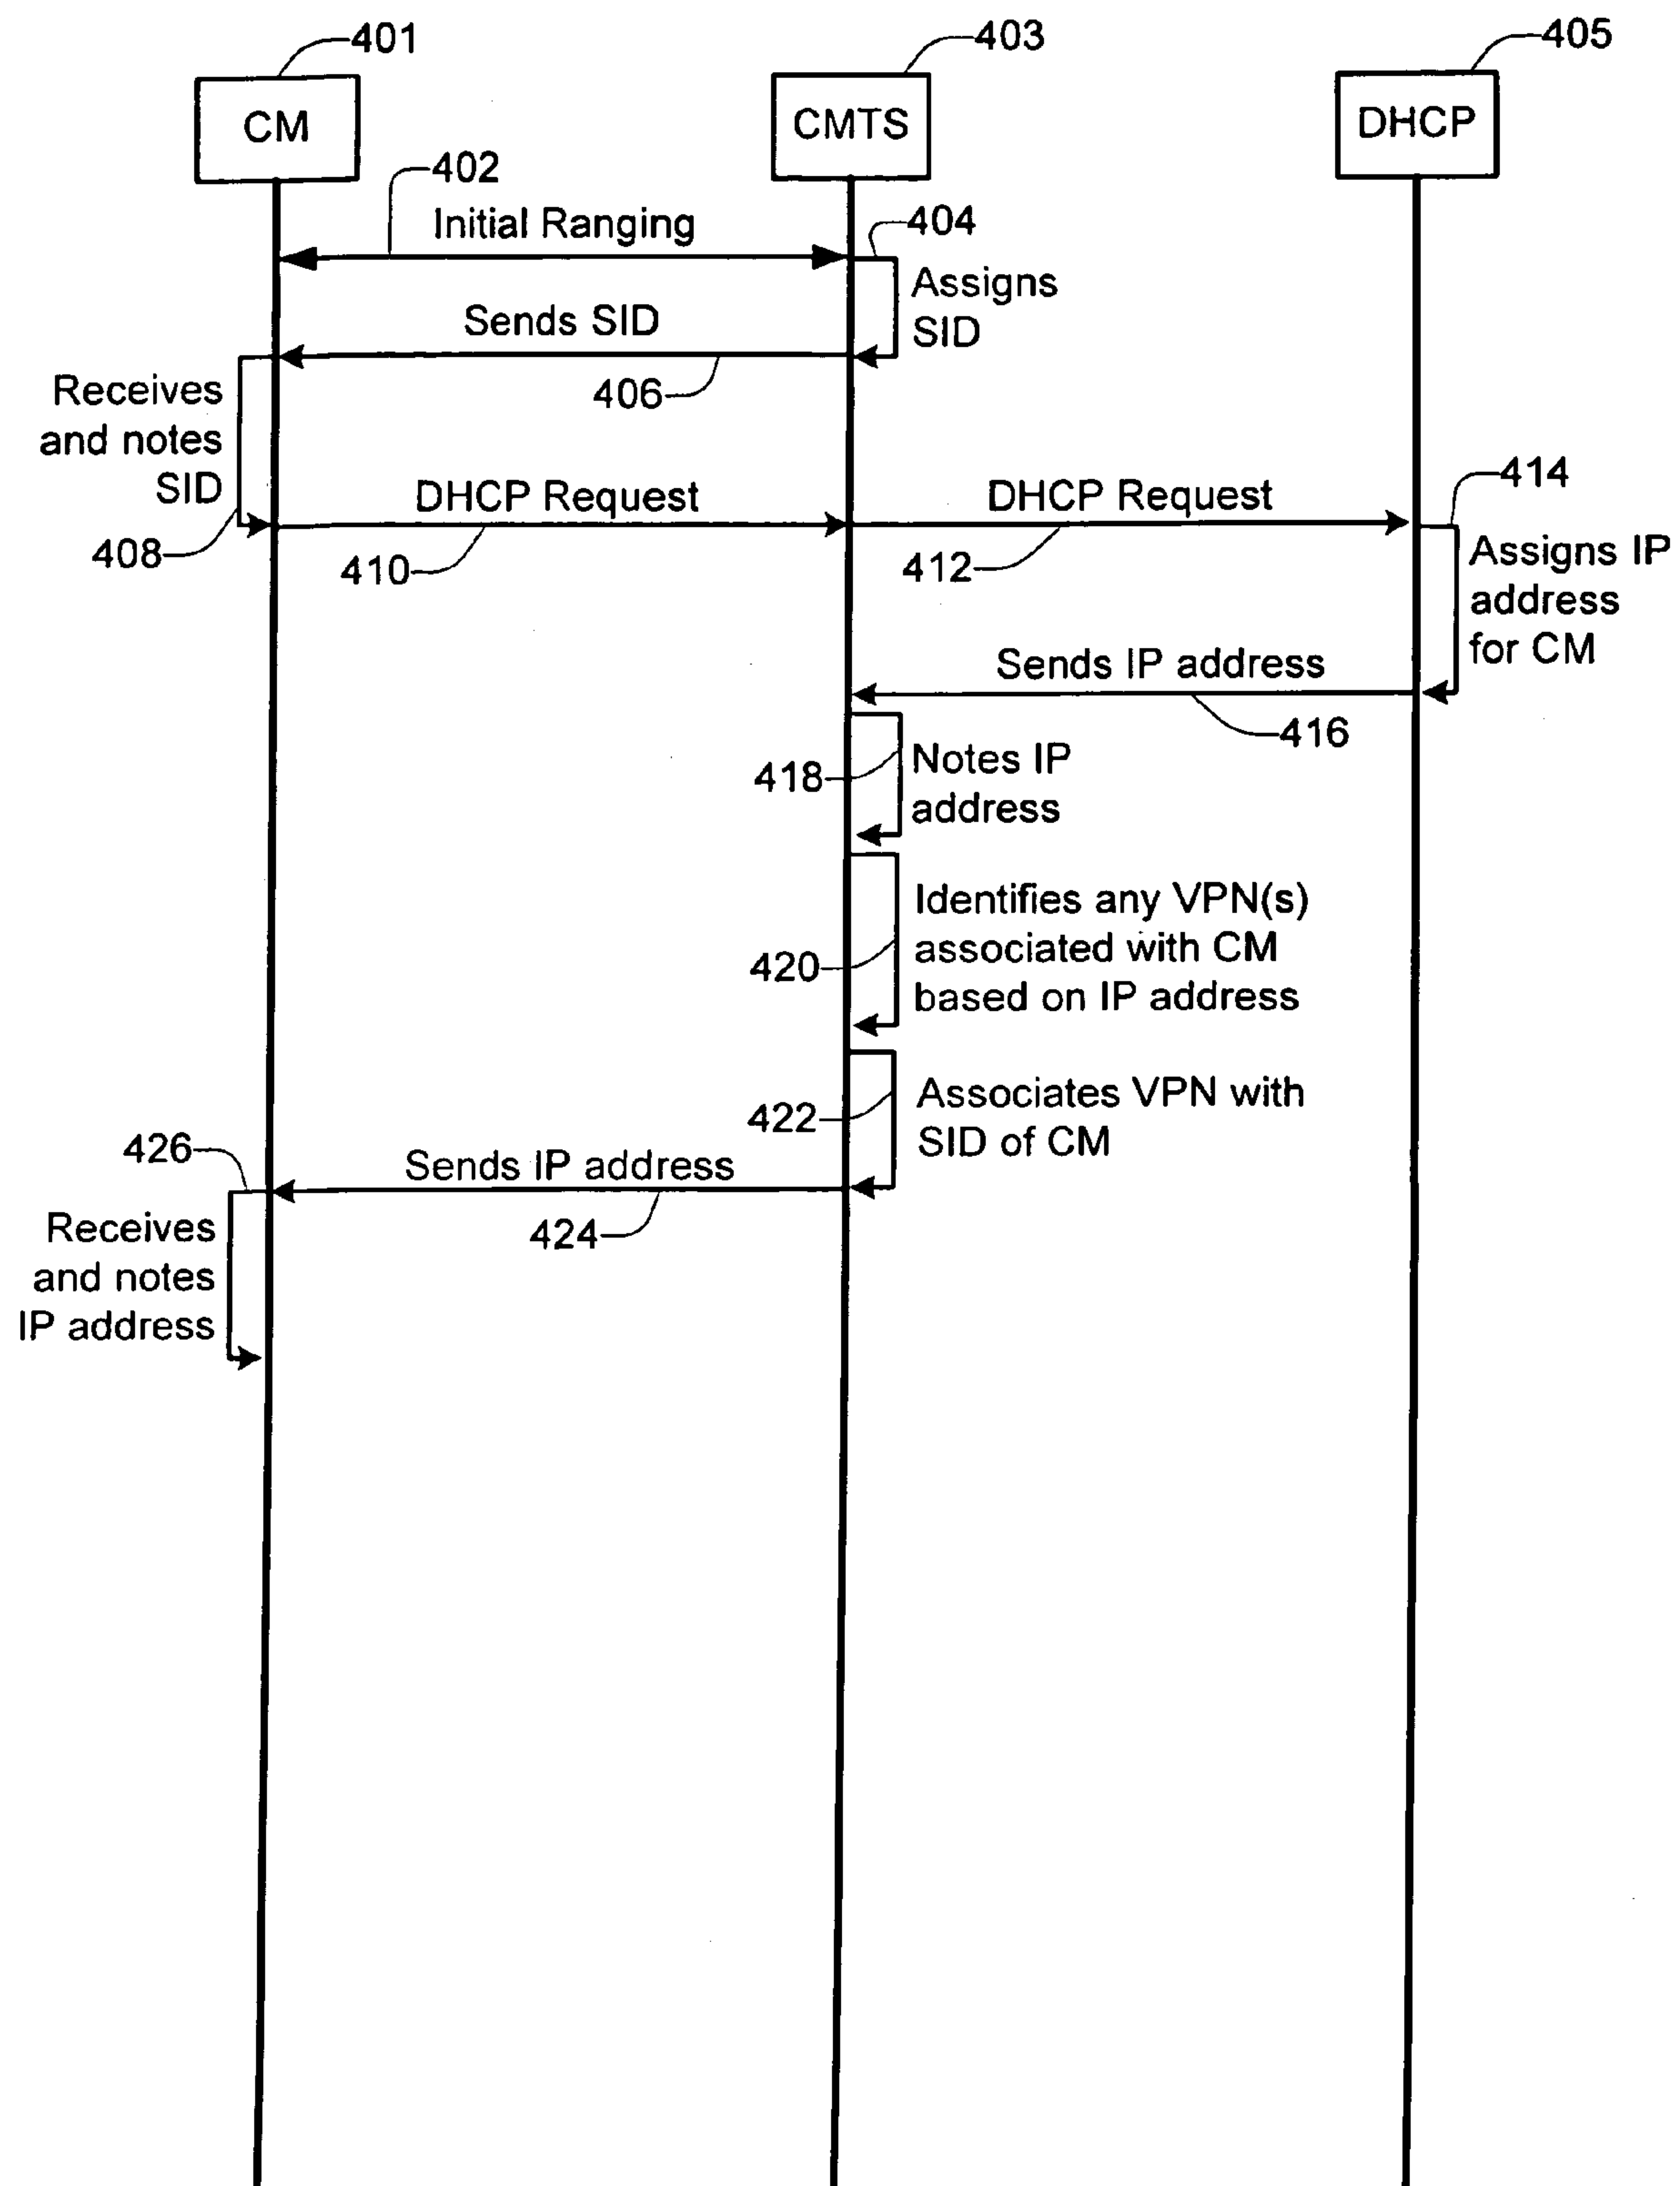 401
403
405
CM
CMTS
DHCP
402
Initial Ranging
404
Assigns
SID
Sends SID
406
Receives
and notes
SID
408
DHCP Request
410
DHCP Request
412
414
Assigns IP
address
for CM
Sends IP address
416
418
Notes IP
address
420
Identifies any VPN(s)
associated with CM
based on IP address
422
Associates VPN with
SID of CM
426
Sends IP address
424
Receives
and notes
IP address